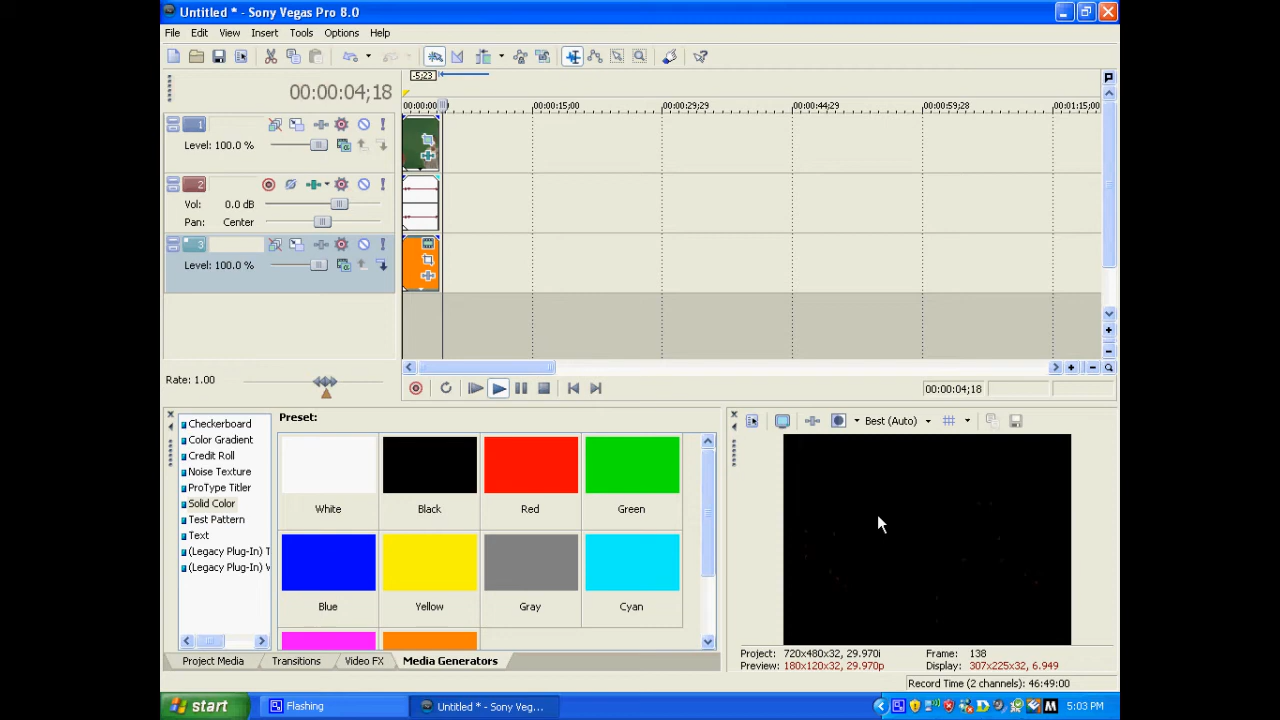 Untitled * - Sony Vegas Pro 8.0
File Edit View Insert Tools Options Help
-5;23
00:00:04;18
00:00:0
00:00:15;00
00:00:29;29
00:00:44;29
00:00:59;28
00:01:15;00
1
Level: 100.0 %
2
Vol: 0.0 dB
Pan: Center
3
Level: 100.0 %
Rate: 1.00
00:00:04;18
Checkerboard
Color Gradient
Credit Roll
Noise Texture
ProType Titler
Solid Color
Test Pattern
Text
(Legacy Plug-In) T
(Legacy Plug-In) V
Preset:
White
Black
Red
Green
Blue
Yellow
Gray
Cyan
Project Media Transitions Video FX Media Generators
Best (Auto)
Project: 720x480x32, 29.970i Frame: 138
Preview: 180x120x32, 29.970p Display: 307x225x32, 6.949
Record Time (2 channels): 46:49:00
start Flashing Untitled * - Sony Veg... 5:03 PM